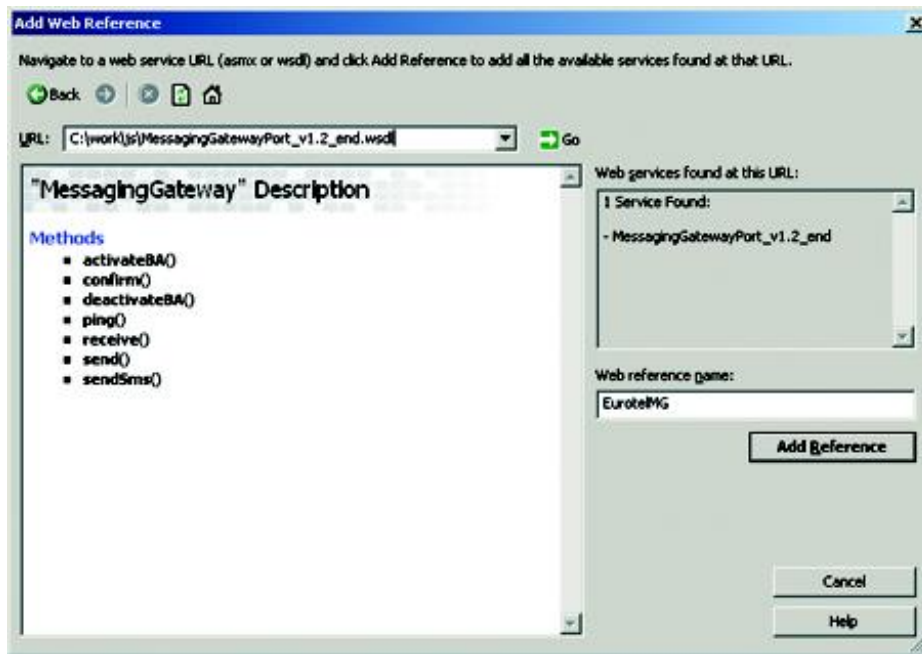 Add Web Reference
Navigate to a web service URL (asmx or wsdl) and click Add Reference to add all the available services found at that URL.
Back
URL: C:\work\js\MessagingGatewayPort_v1.2_end.wsdl Go
"MessagingGateway" Description
Methods
activateBA()
confirm()
deactivateBA()
ping()
receive()
send()
sendSms()
Web services found at this URL:
1 Service Found:
- MessagingGatewayPort_v1.2_end
Web reference name:
EurotelMG
Add Reference
Cancel
Help